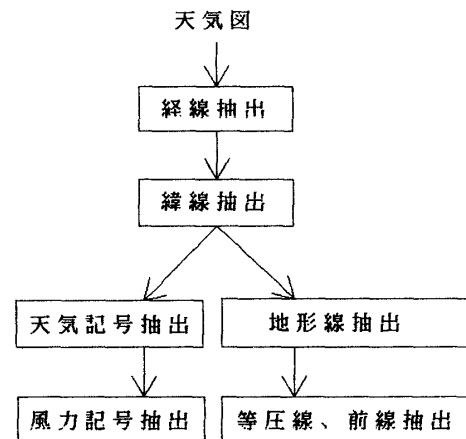 天気図
経線抽出
緯線抽出
天気記号抽出
地形線抽出
風力記号抽出
等圧線、前線抽出